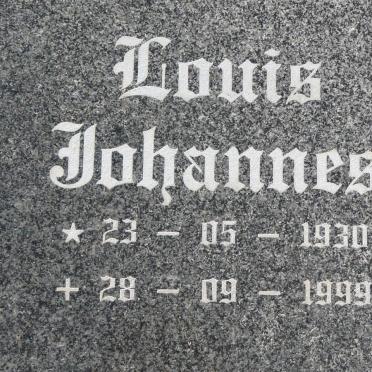 Louis
Johannes
★ 23 – 05 – 1930
+ 28 – 09 – 1999